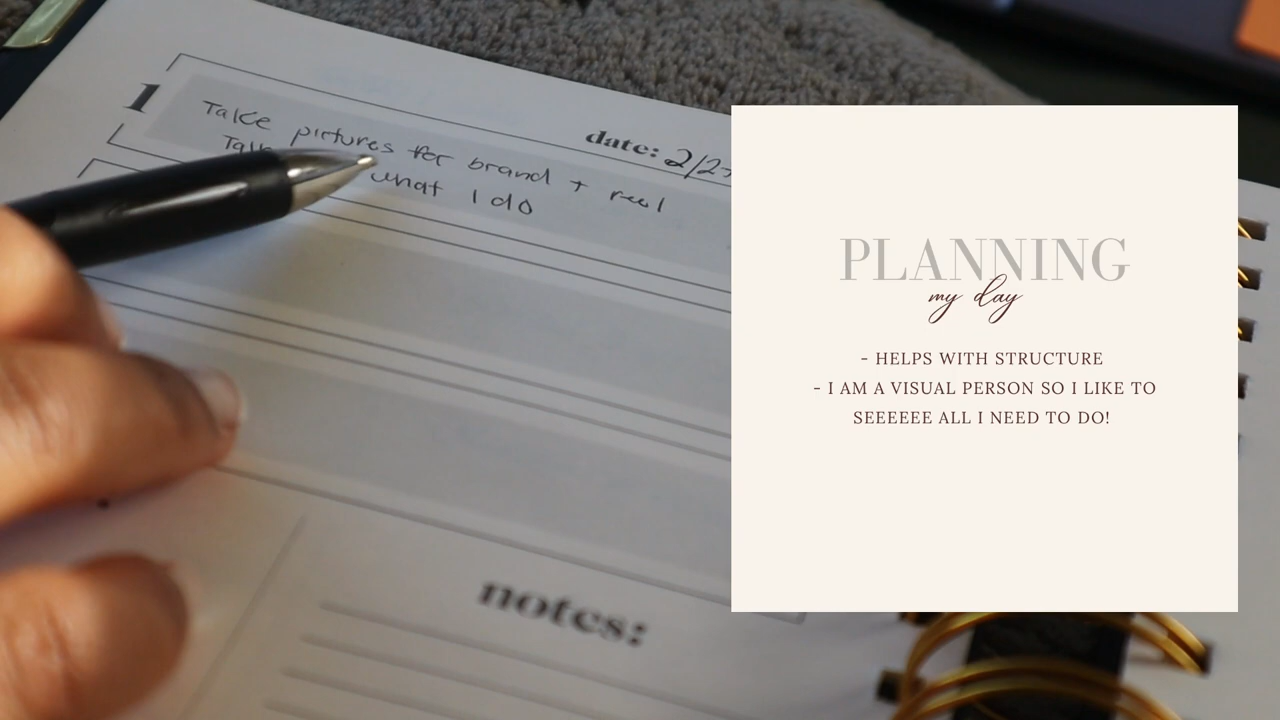 1
Take pictures for brand + reel
what I do
date: 2/2
notes:
PLANNING
my day
- HELPS WITH STRUCTURE
- I AM A VISUAL PERSON SO I LIKE TO
SEEEEEE ALL I NEED TO DO!